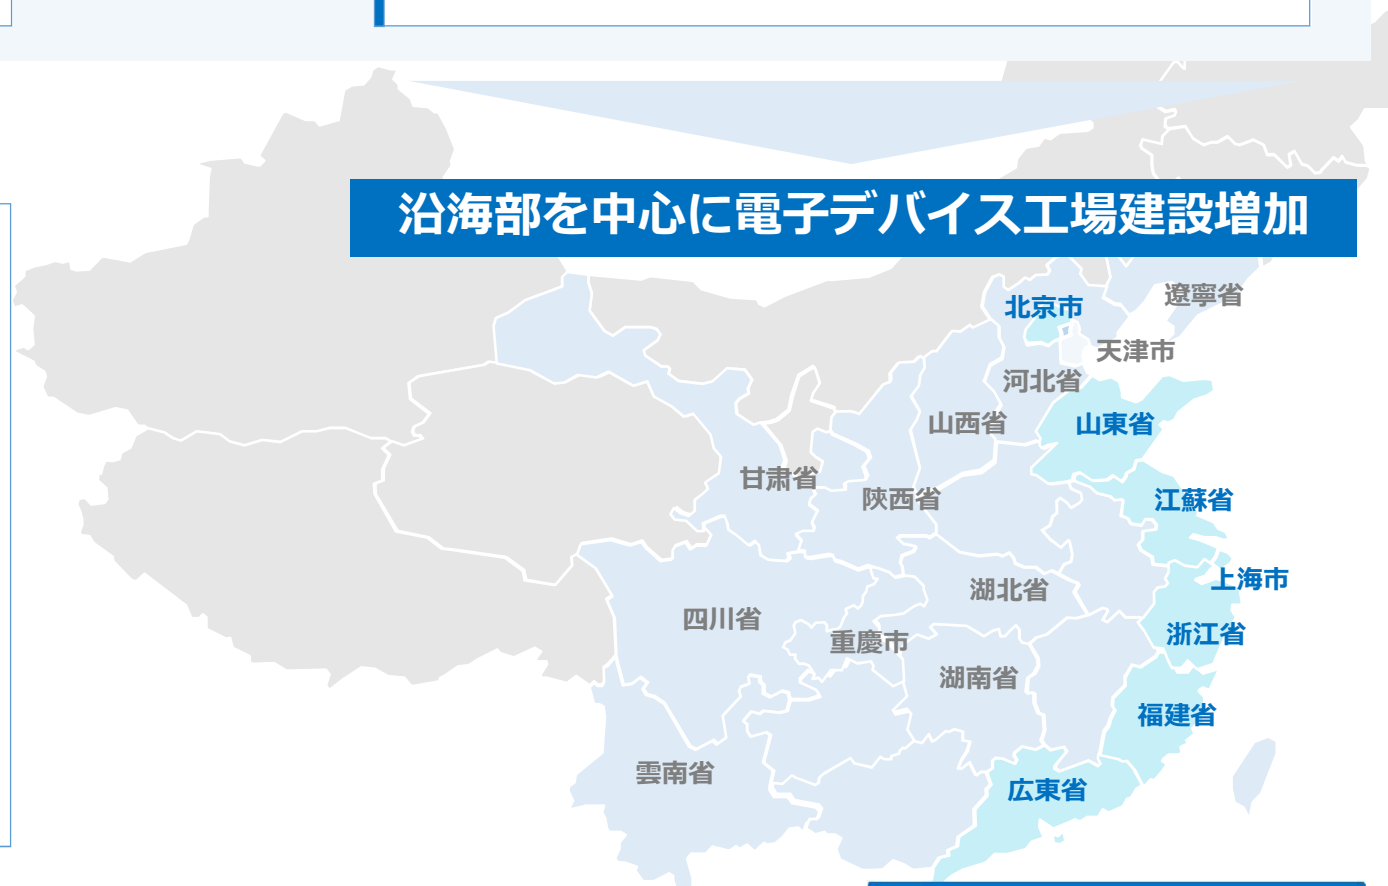 沿海部を中心に電子デバイス工場建設増加
遼寧省
北京市
天津市
河北省
山西省
山東省
甘肃省
陝西省
江蘇省
上海市
湖北省
四川省
重慶市
浙江省
湖南省
福建省
雲南省
広東省